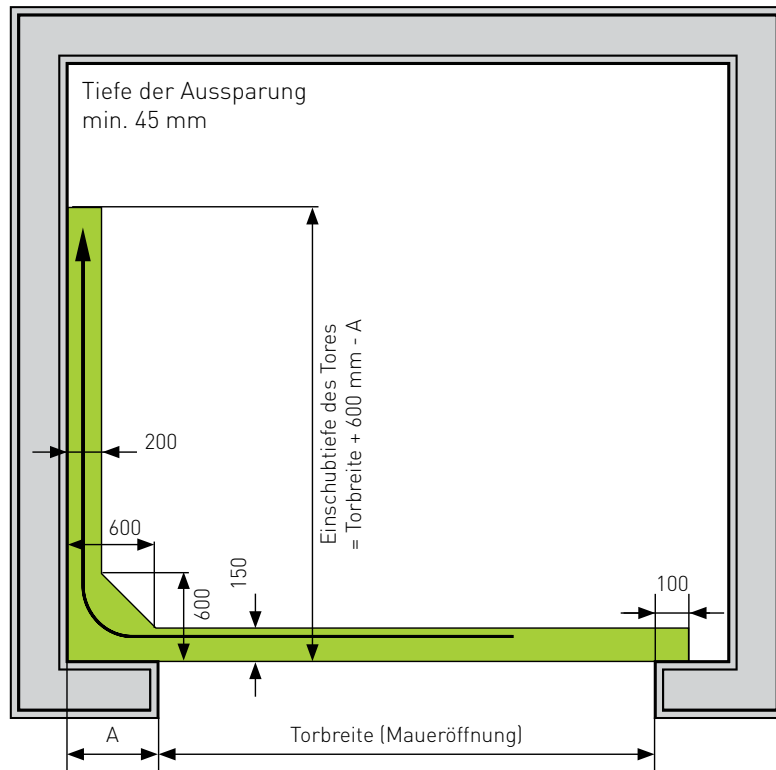 Tiefe der Aussparung
min. 45 mm
Einschubtiefe des Tores
= Torbreite + 600 mm - A
200
600
600
150
100
A
Torbreite (Maueröffnung)